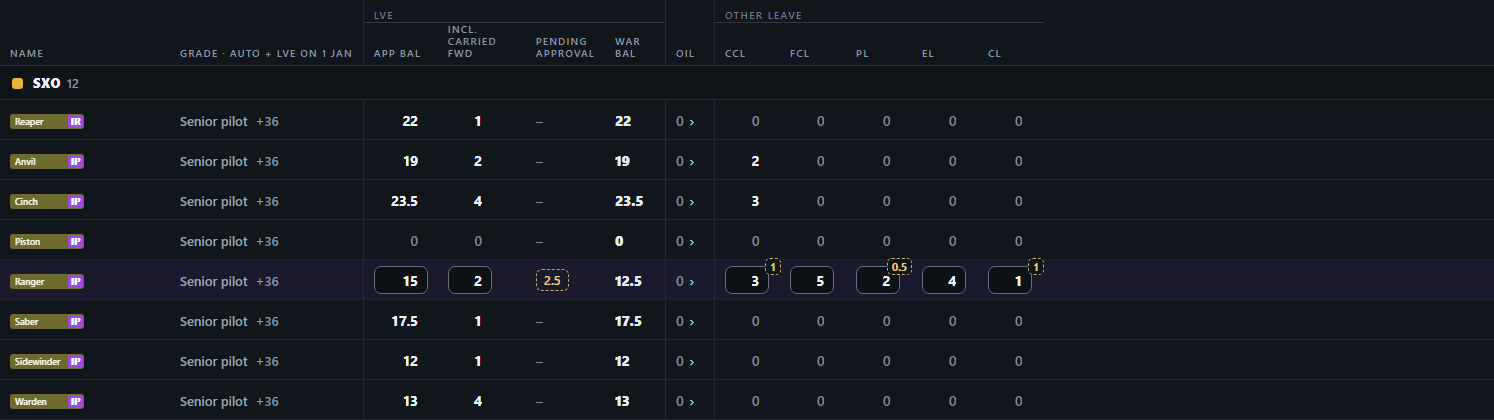 LVE OTHER LEAVE
NAME GRADE · AUTO + LVE ON 1 JAN APP BAL INCL. CARRIED FWD PENDING APPROVAL WAR BAL OIL CCL FCL PL EL CL
SXO 12
Reaper IR Senior pilot +36 22 1 – 22 0 › 0 0 0 0 0
Anvil IP Senior pilot +36 19 2 – 19 0 › 2 0 0 0 0
Cinch IP Senior pilot +36 23.5 4 – 23.5 0 › 3 0 0 0 0
Piston IP Senior pilot +36 0 0 – 0 0 › 0 0 0 0 0
Ranger IP Senior pilot +36 15 2 2.5 12.5 0 › 3 1 5 2 0.5 4 1 1
Saber IP Senior pilot +36 17.5 1 – 17.5 0 › 0 0 0 0 0
Sidewinder IP Senior pilot +36 12 1 – 12 0 › 0 0 0 0 0
Warden IP Senior pilot +36 13 4 – 13 0 › 0 0 0 0 0